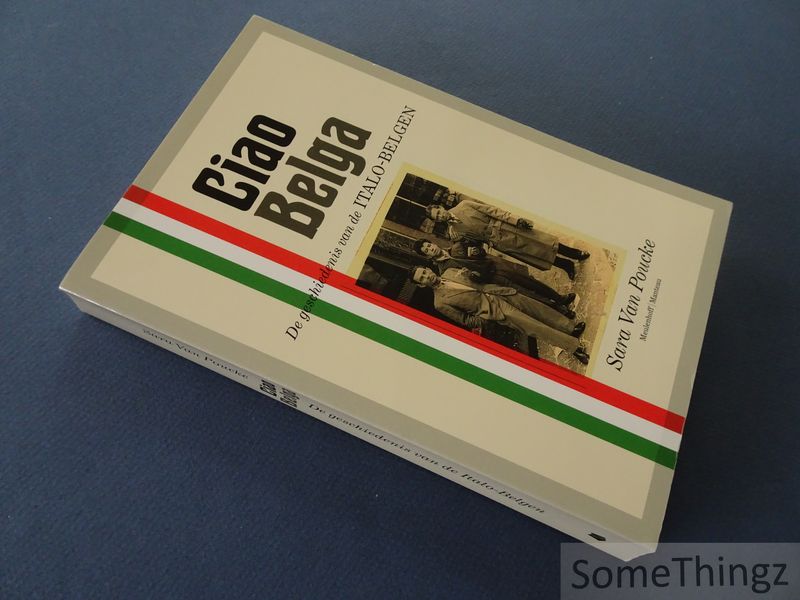 Ciao
Belga
De geschiedenis van de ITALO-BELGEN
Sara Van Poucke
Meulenhoff | Manteau
Sara Van Poucke
Ciao
Belga
De geschiedenis van de Italo-Belgen
SomeThingz